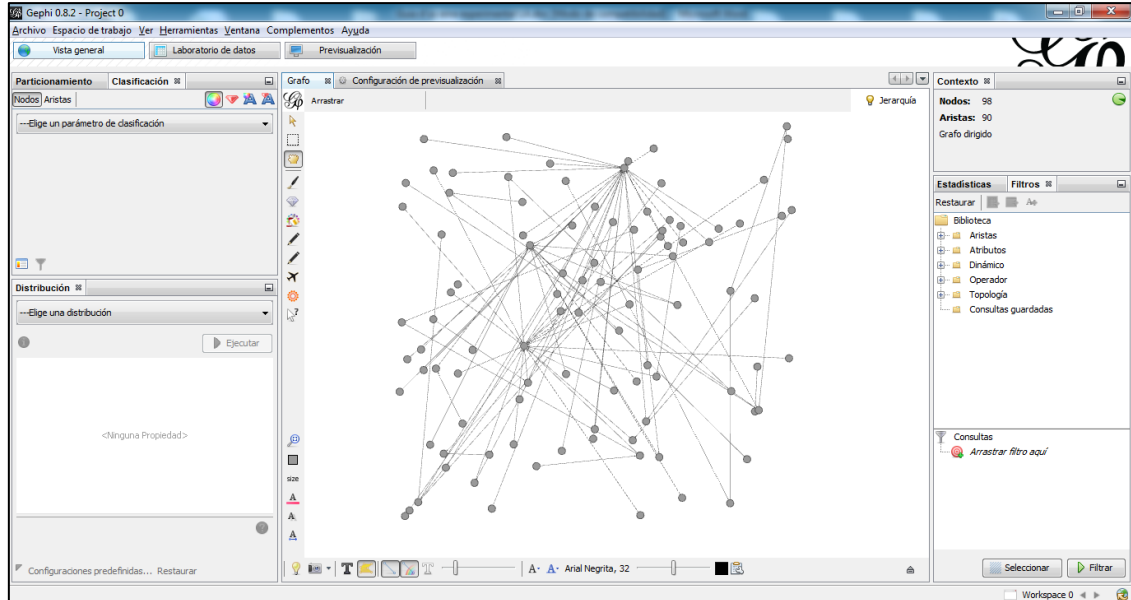 Gephi 0.8.2 - Project 0
Archivo Espacio de trabajo Ver Herramientas Ventana Complementos Ayuda
Vista general Laboratorio de datos Previsualización
Particionamiento Clasificación
Nodos Aristas
---Elige un parámetro de clasificación
Distribución
---Elige una distribución
Ejecutar
<Ninguna Propiedad>
Configuraciones predefinidas... Restaurar
Grafo Configuración de previsualización
Arrastrar Jerarquía
size
A
A
A
T T A- A- Arial Negrita, 32
Contexto
Nodos: 98
Aristas: 90
Grafo dirigido
Estadísticas Filtros
Restaurar
Biblioteca
Aristas
Atributos
Dinámico
Operador
Topología
Consultas guardadas
Consultas
Arrastrar filtro aquí
Seleccionar Filtrar
Workspace 0